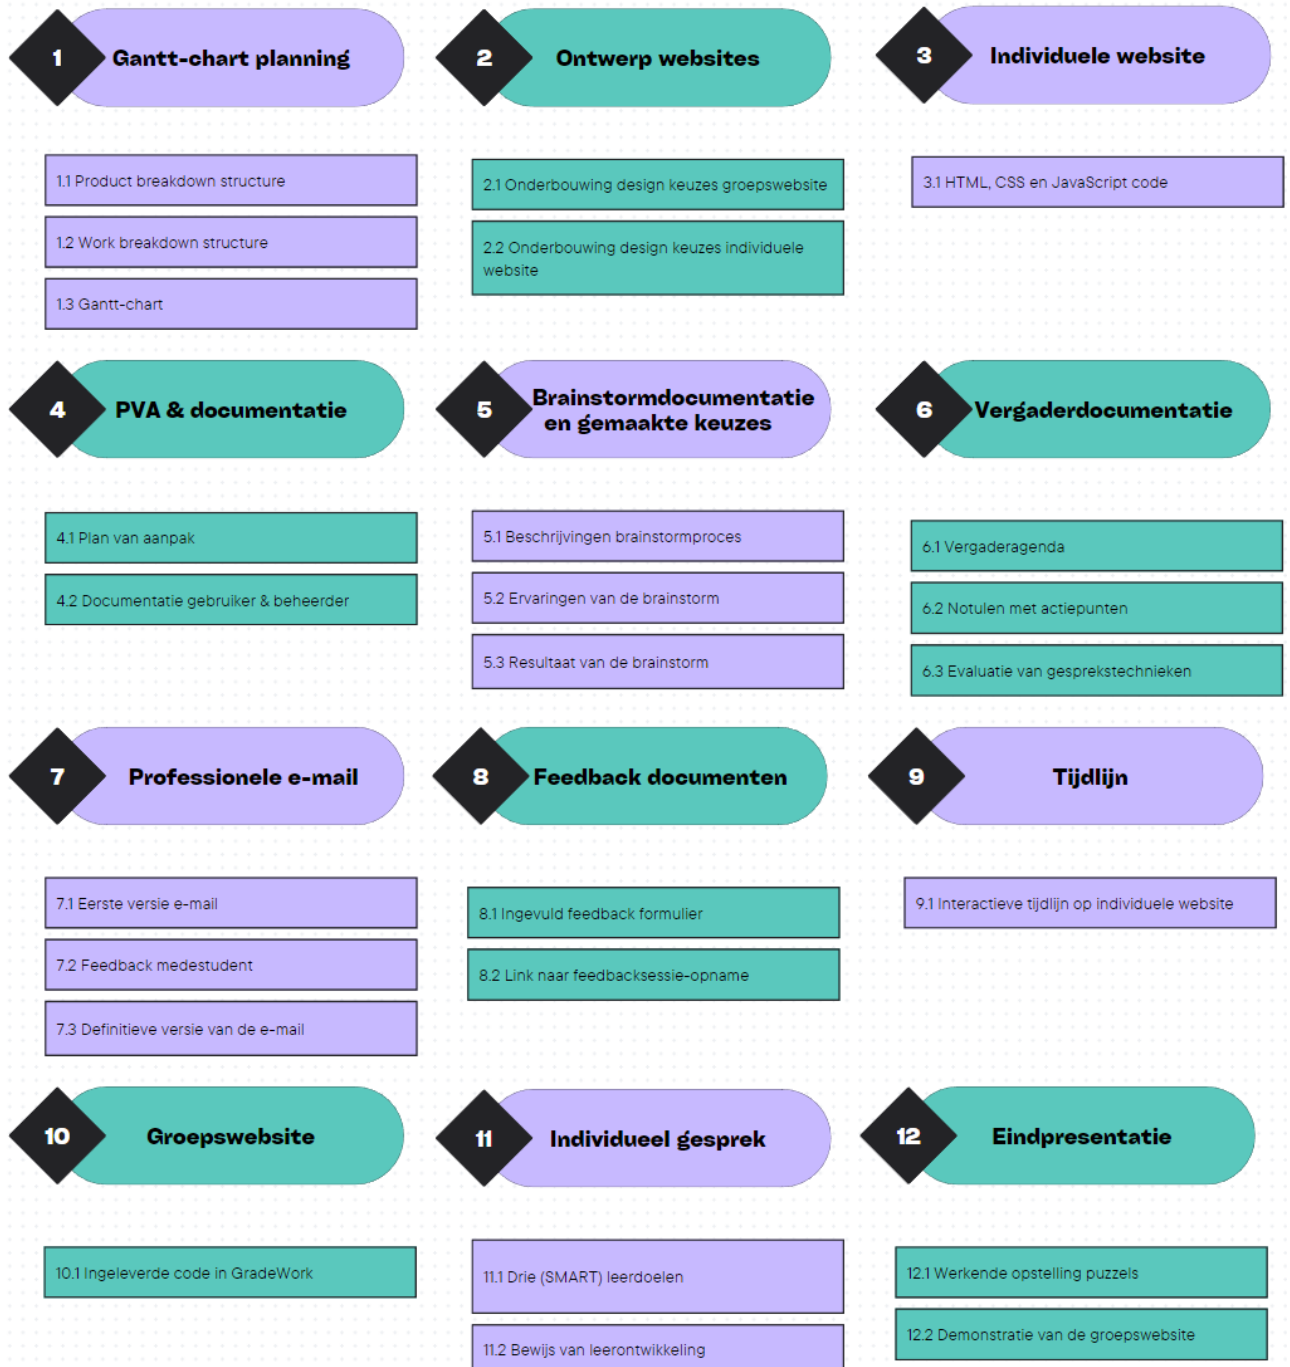 1
Gantt-chart planning
1.1 Product breakdown structure
1.2 Work breakdown structure
1.3 Gantt-chart
2
Ontwerp websites
2.1 Onderbouwing design keuzes groepswebsite
2.2 Onderbouwing design keuzes individuele
website
3
Individuele website
3.1 HTML, CSS en JavaScript code
4
PVA & documentatie
4.1 Plan van aanpak
4.2 Documentatie gebruiker & beheerder
5
Brainstormdocumentatie
en gemaakte keuzes
5.1 Beschrijvingen brainstormproces
5.2 Ervaringen van de brainstorm
5.3 Resultaat van de brainstorm
6
Vergaderdocumentatie
6.1 Vergaderagenda
6.2 Notulen met actiepunten
6.3 Evaluatie van gesprekstechnieken
7
Professionele e-mail
7.1 Eerste versie e-mail
7.2 Feedback medestudent
7.3 Definitieve versie van de e-mail
8
Feedback documenten
8.1 Ingevuld feedback formulier
8.2 Link naar feedbacksessie-opname
9
Tijdlijn
9.1 Interactieve tijdlijn op individuele website
10
Groepswebsite
10.1 Ingeleverde code in GradeWork
11
Individueel gesprek
11.1 Drie (SMART) leerdoelen
11.2 Bewijs van leerontwikkeling
12
Eindpresentatie
12.1 Werkende opstelling puzzels
12.2 Demonstratie van de groepswebsite